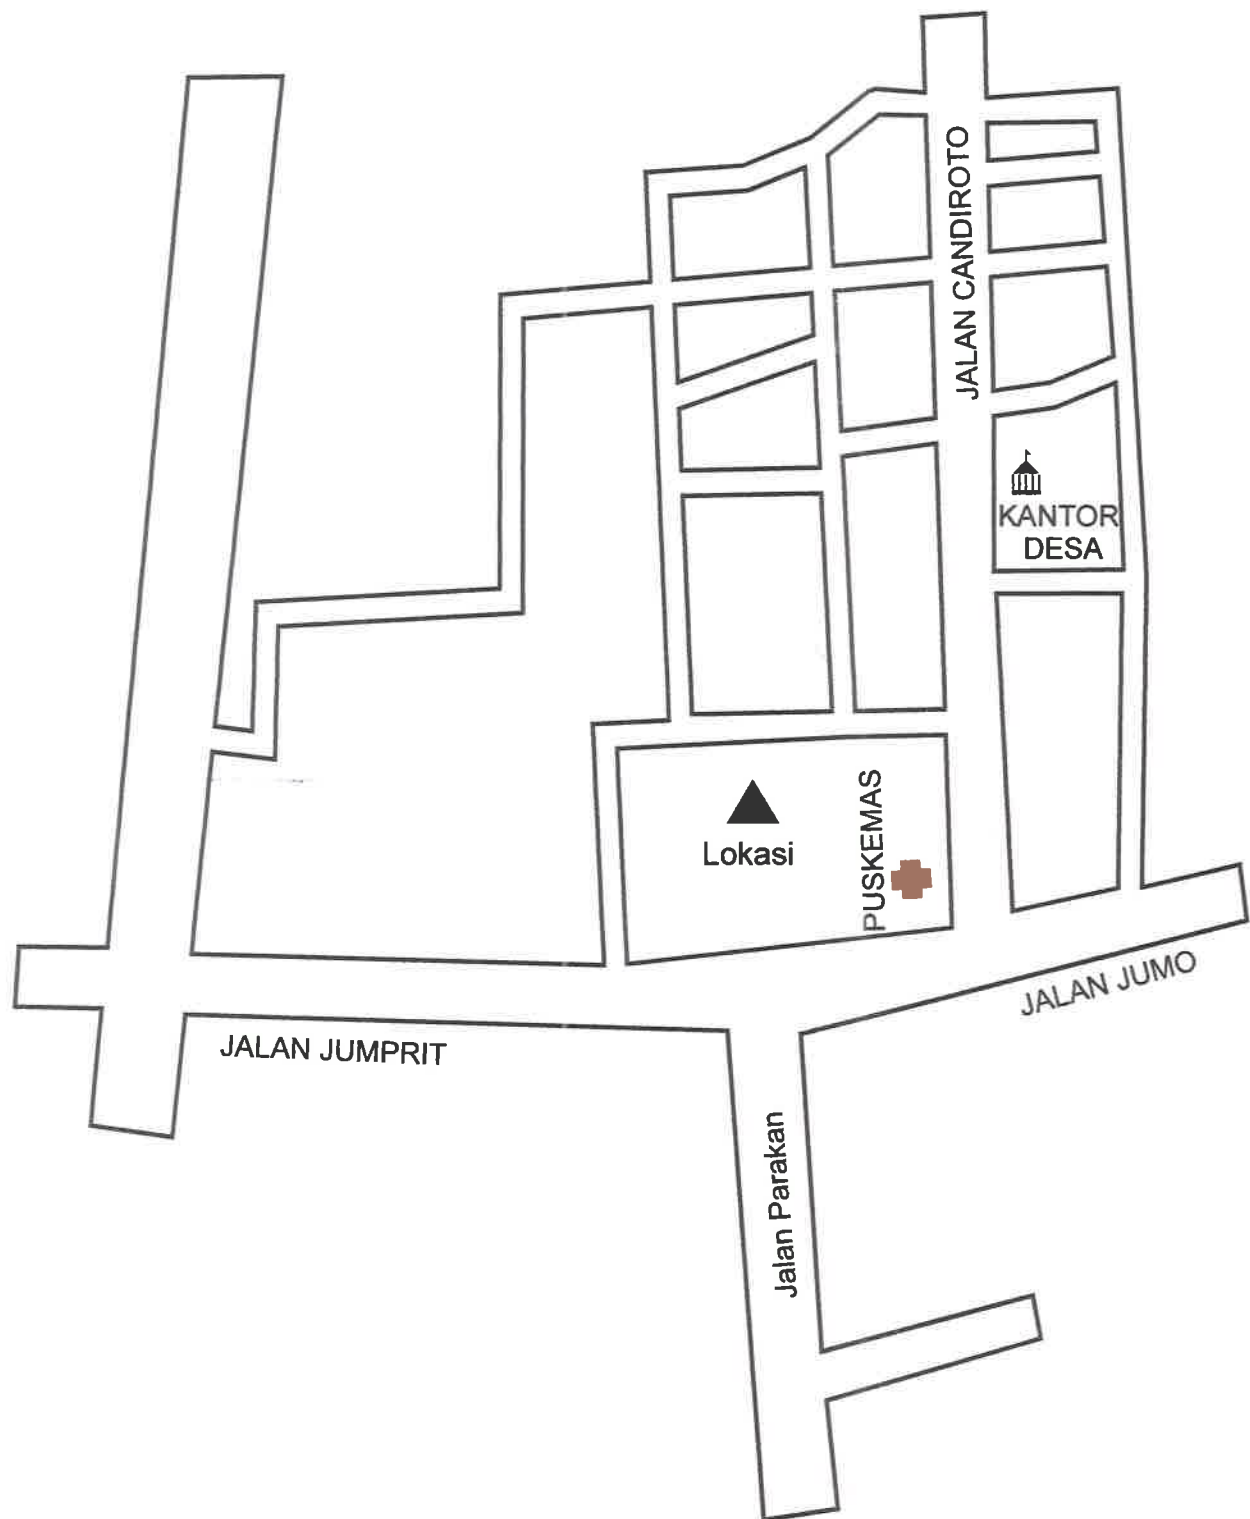 JALAN CANDIROTO
KANTOR
DESA
PUSKEMAS
Lokasi
JALAN JUMO
JALAN JUMPRIT
Jalan Parakan